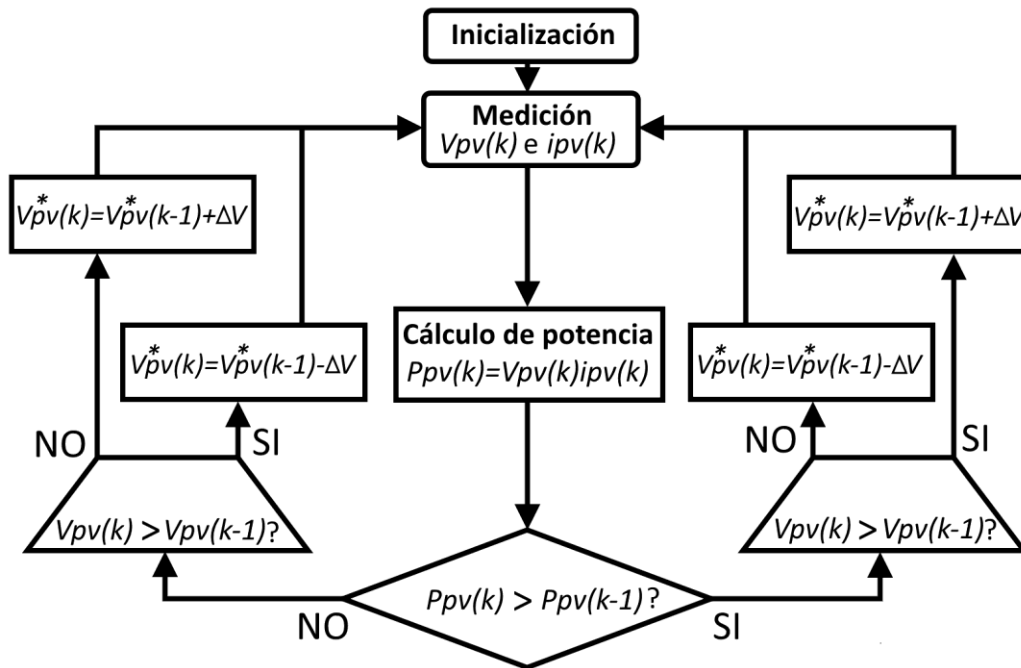 Inicialización
Medición
Vpv(k) e ipv(k)
V*pv(k)=V*pv(k-1)+ΔV
V*pv(k)=V*pv(k-1)+ΔV
Cálculo de potencia
Ppv(k)=Vpv(k)ipv(k)
V*pv(k)=V*pv(k-1)-ΔV
V*pv(k)=V*pv(k-1)-ΔV
NO
SI
NO
SI
Vpv(k) > Vpv(k-1)?
Vpv(k) > Vpv(k-1)?
Ppv(k) > Ppv(k-1)?
NO
SI